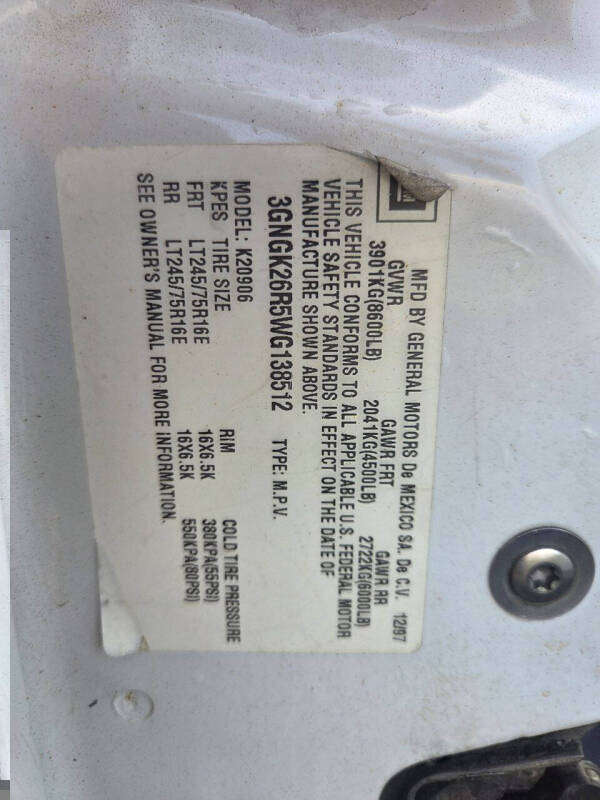 GM
MFD BY GENERAL MOTORS De MEXICO SA. De C.V. 12/97
GVWR GAWR FRT GAWR RR
3901KG(8600LB) 2041KG(4500LB) 2722KG(6000LB)
THIS VEHICLE CONFORMS TO ALL APPLICABLE U.S. FEDERAL MOTOR
VEHICLE SAFETY STANDARDS IN EFFECT ON THE DATE OF
MANUFACTURE SHOWN ABOVE.
3GNGK26R5WG138512 TYPE: M.P.V.
MODEL: K20906
KPES TIRE SIZE RIM COLD TIRE PRESSURE
FRT LT245/75R16E 16X6.5K 380KPA(55PSI)
RR LT245/75R16E 16X6.5K 550KPA(80PSI)
SEE OWNER'S MANUAL FOR MORE INFORMATION.